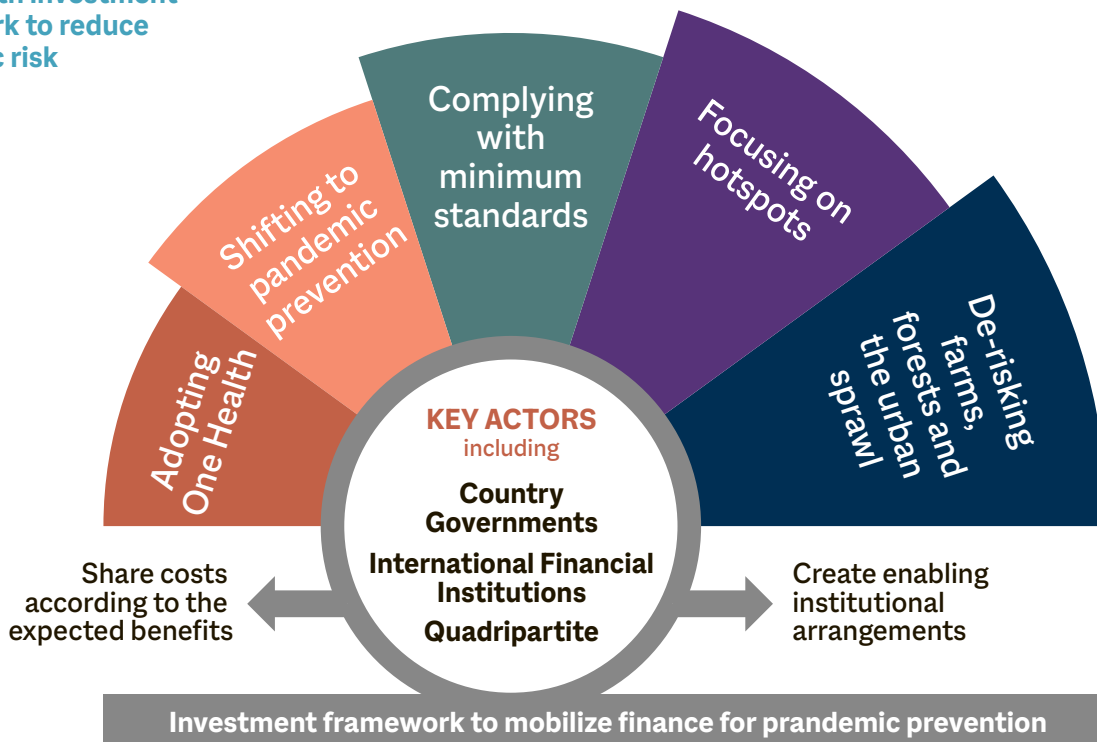 rk to reduce
risk
Adopting
One Health
Shifting to
pandemic
prevention
Complying
with
minimum
standards
Focusing on
hotspots
De-risking
farms,
forests and
the urban
sprawl
KEY ACTORS
including
Country
Governments
International Financial
Institutions
Quadripartite
Share costs
according to the
expected benefits
Create enabling
institutional
arrangements
Investment framework to mobilize finance for prandemic prevention